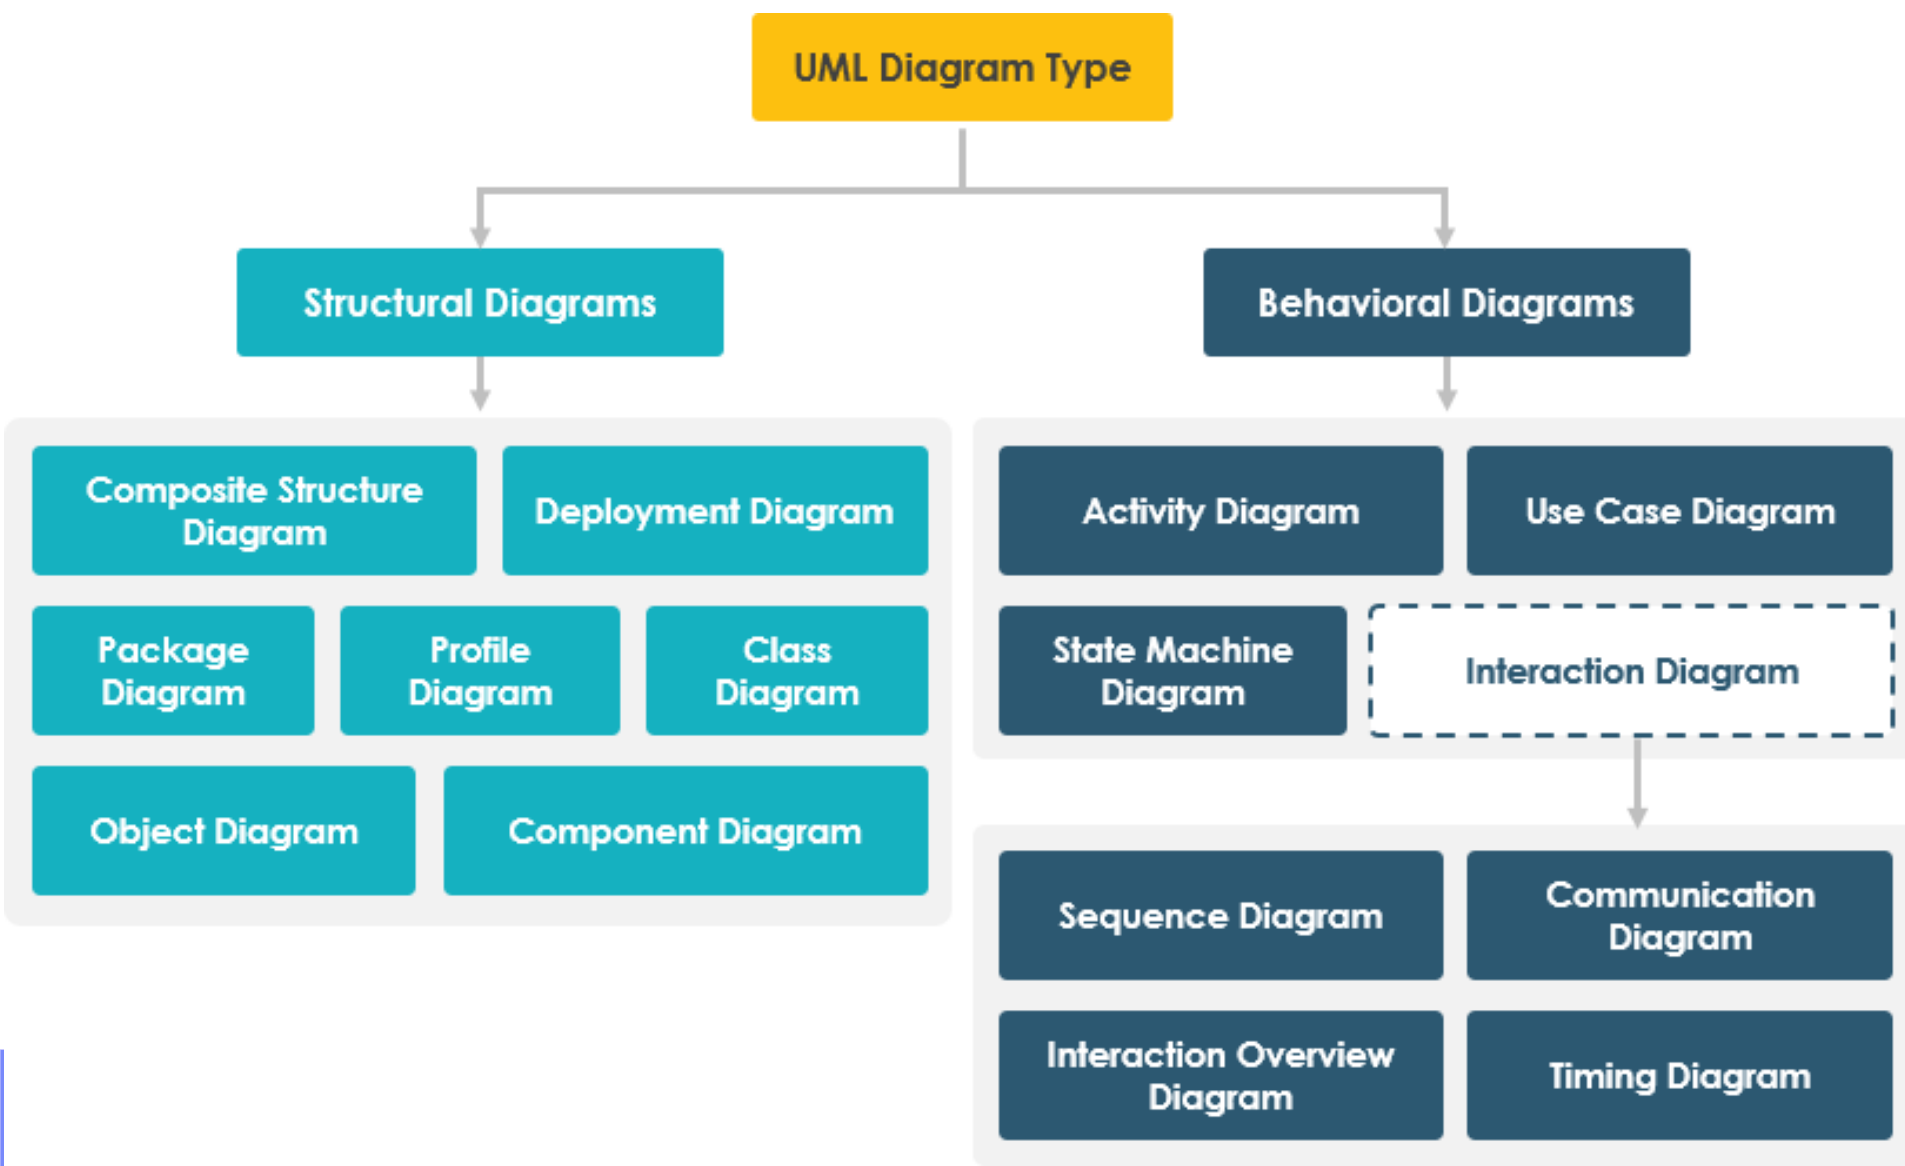 UML Diagram Type
Structural Diagrams
Behavioral Diagrams
Composite Structure
Diagram
Deployment Diagram
Package
Diagram
Profile
Diagram
Class
Diagram
Object Diagram
Component Diagram
Activity Diagram
Use Case Diagram
State Machine
Diagram
Interaction Diagram
Sequence Diagram
Communication
Diagram
Interaction Overview
Diagram
Timing Diagram